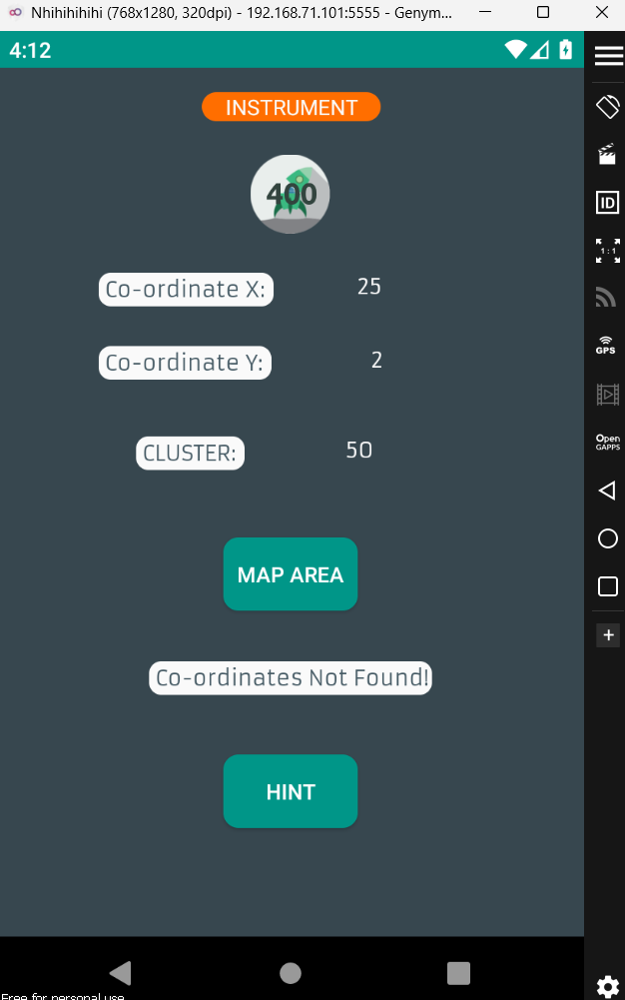 Nhihihihihi (768x1280, 320dpi) - 192.168.71.101:5555 - Genym...
4:12
INSTRUMENT
400
Co-ordinate X: 25
Co-ordinate Y: 2
CLUSTER: 50
MAP AREA
Co-ordinates Not Found!
HINT
ID
1:1
GPS
Open
GAPPS
Free for personal use